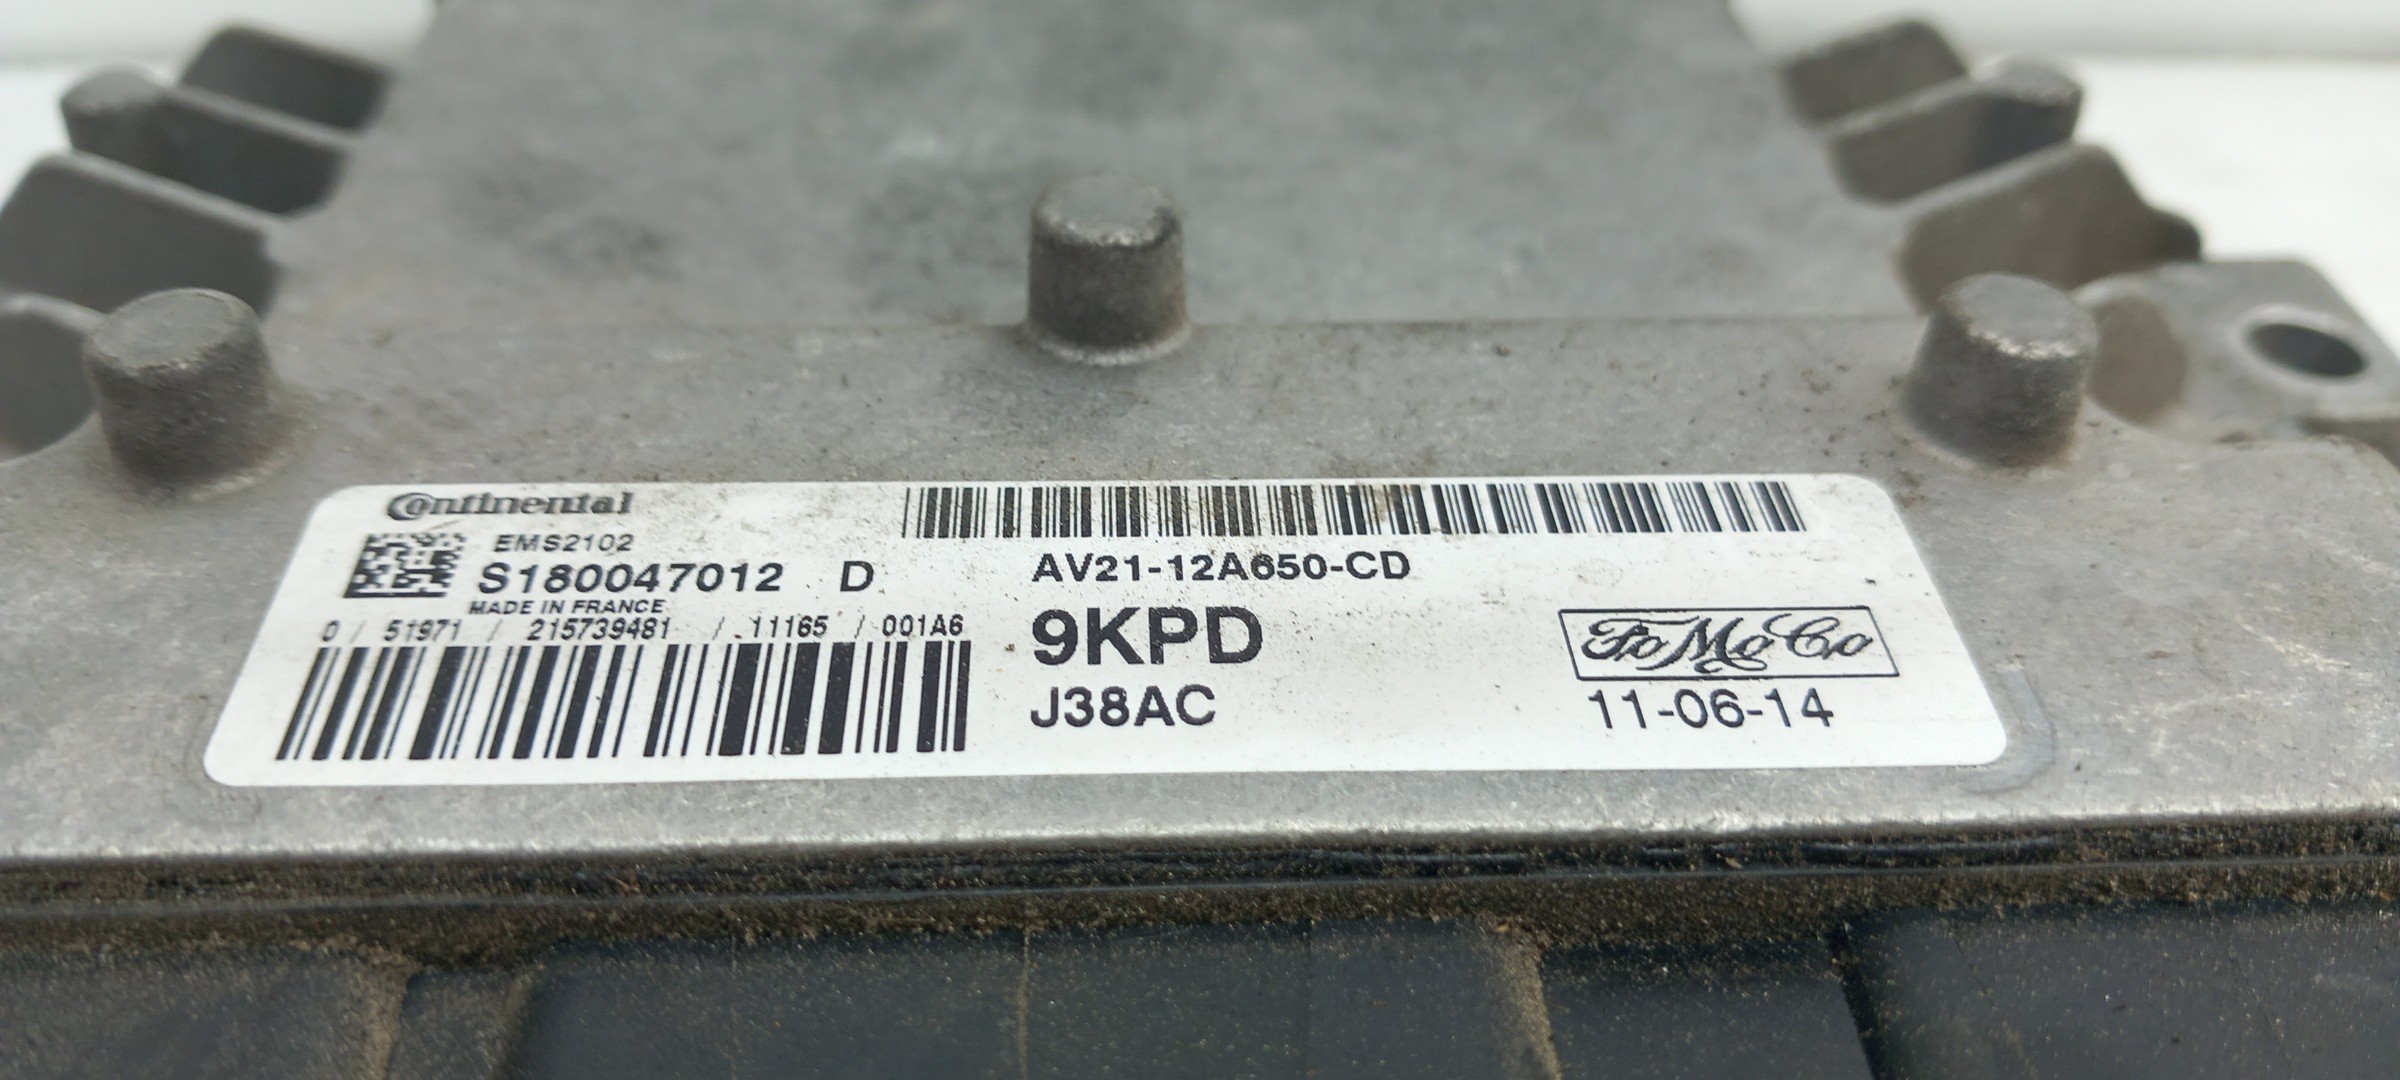 Continental
EMS2102
S180047012 D
MADE IN FRANCE
0 / 51971 / 215739481 / 11165 / 001A6
AV21-12A650-CD
9KPD
J38AC
FoMoCo
11-06-14